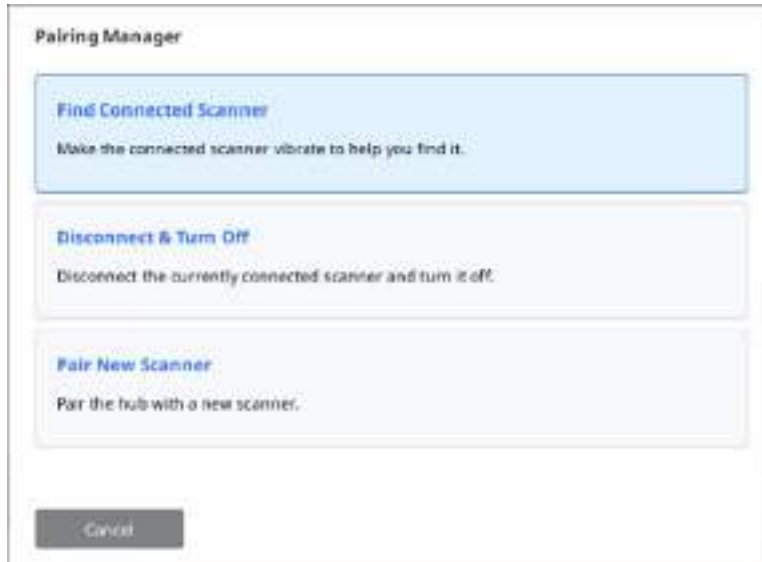 Pairing Manager
Find Connected Scanner
Make the connected scanner vibrate to help you find it.
Disconnect & Turn Off
Disconnect the currently connected scanner and turn it off.
Pair New Scanner
Pair the hub with a new scanner.
Cancel